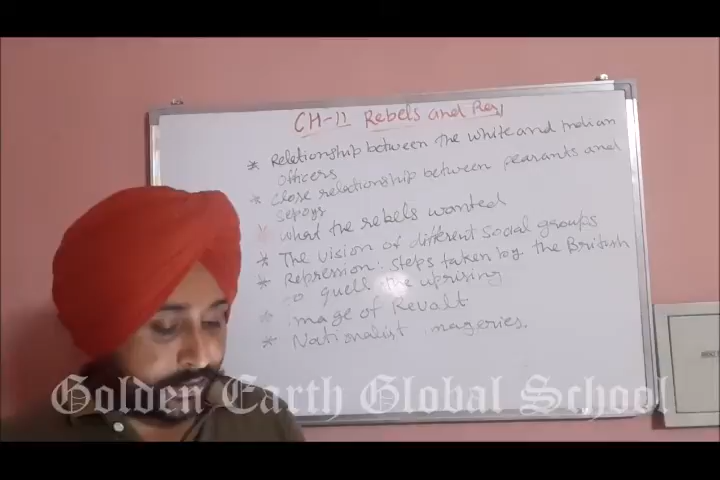 CH-11 Rebels and Raj
* Relationship between The white and Indian
officers
* Close relationship between pearants and
sepoys
* what the rebels wanted
* The vision of different social groups
* Repression: steps taken by the British
to quell the uprising
* image of Revalt
* Nationalist imageries.
Golden Earth Global School